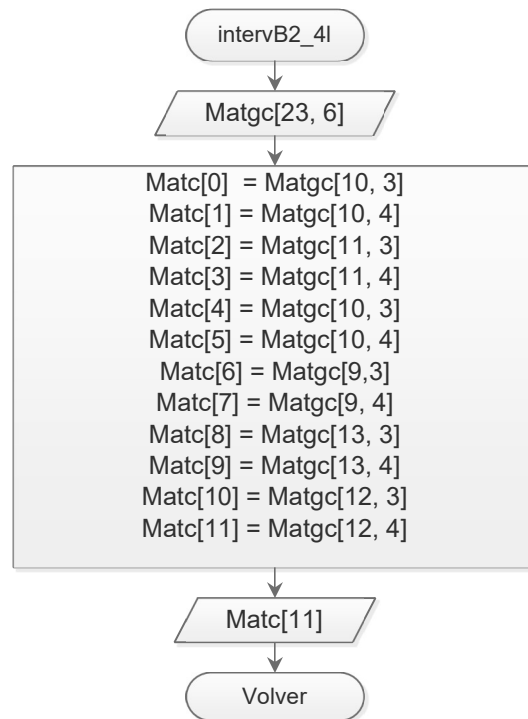 intervB2_4l
Matgc[23, 6]
Matc[0]  = Matgc[10, 3]
Matc[1] = Matgc[10, 4]
Matc[2] = Matgc[11, 3]
Matc[3] = Matgc[11, 4]
Matc[4] = Matgc[10, 3]
Matc[5] = Matgc[10, 4]
Matc[6] = Matgc[9,3]
Matc[7] = Matgc[9, 4]
Matc[8] = Matgc[13, 3]
Matc[9] = Matgc[13, 4]
Matc[10] = Matgc[12, 3]
Matc[11] = Matgc[12, 4]
Matc[11]
Volver